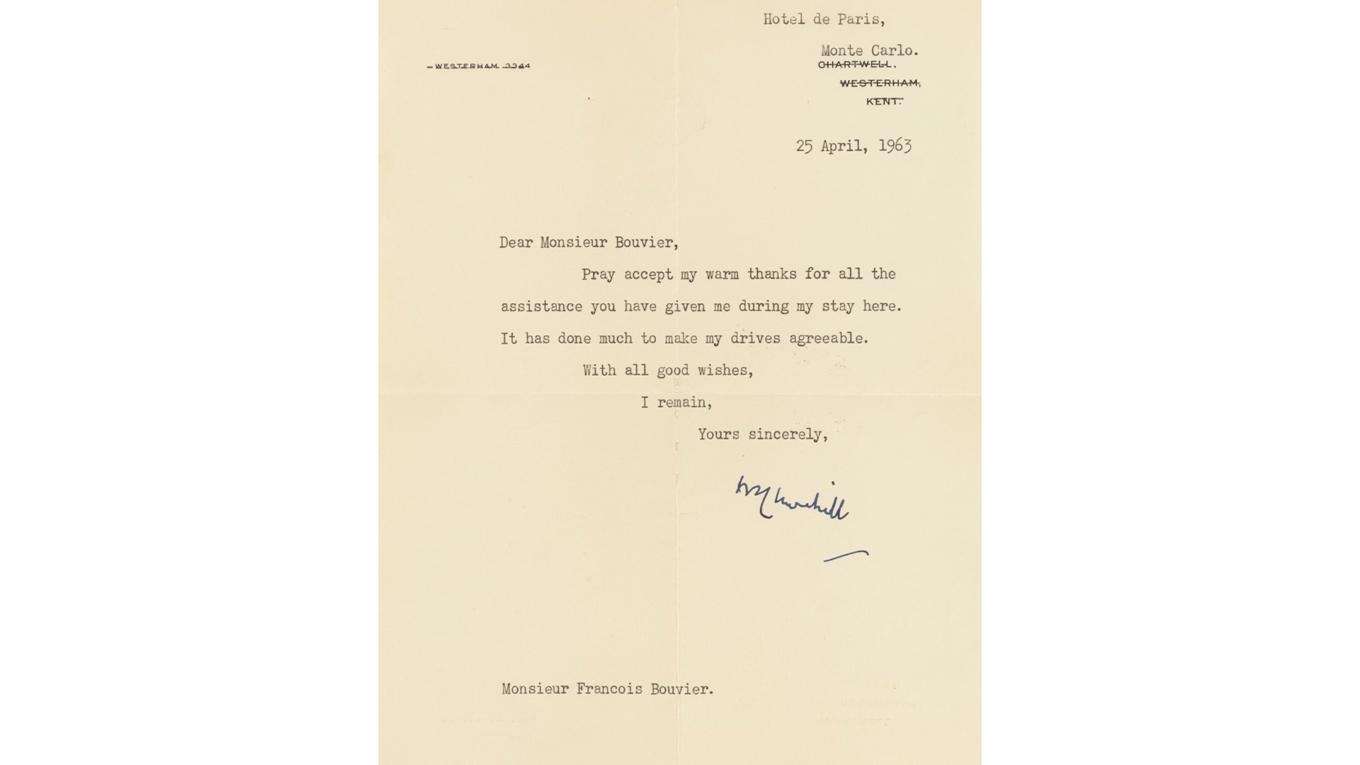 Hotel de Paris,
Monte Carlo.
WESTERHAM 3344
CHARTWELL.
WESTERHAM,
KENT.
25 April, 1963
Dear Monsieur Bouvier,
Pray accept my warm thanks for all the
assistance you have given me during my stay here.
It has done much to make my drives agreeable.
With all good wishes,
I remain,
Yours sincerely,
W Churchill
Monsieur Francois Bouvier.